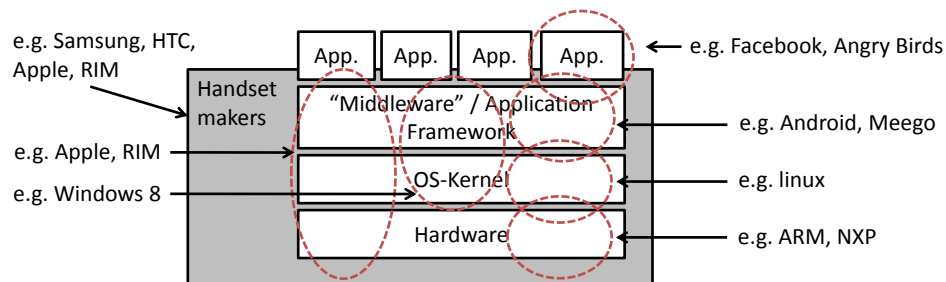 e.g. Samsung, HTC,
Apple, RIM
App.
App.
App.
App.
e.g. Facebook, Angry Birds
Handset
makers
“Middleware” / Application
Framework
e.g. Android, Meego
e.g. Apple, RIM
e.g. Windows 8
OS-Kernel
e.g. linux
Hardware
e.g. ARM, NXP